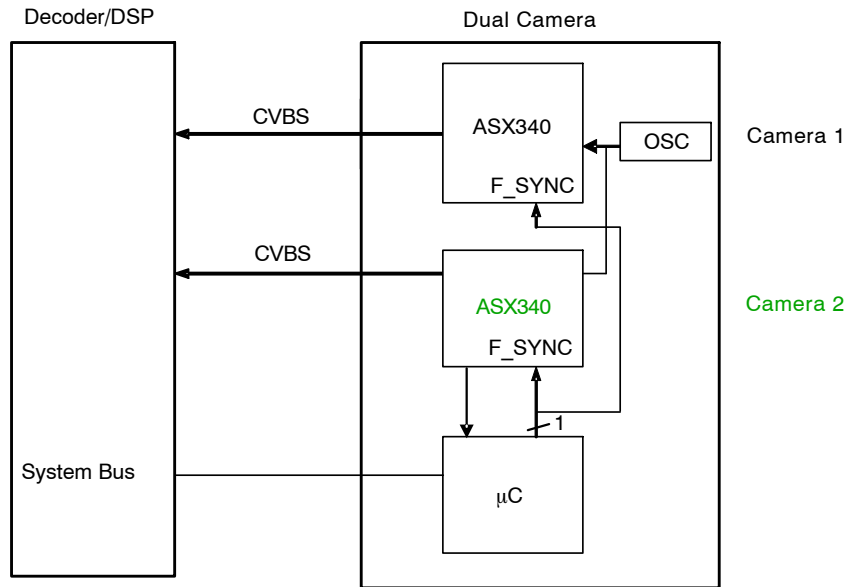 Decoder/DSP
Dual Camera
CVBS
ASX340
OSC
Camera 1
F_SYNC
CVBS
ASX340
Camera 2
F_SYNC
1
System Bus
µC